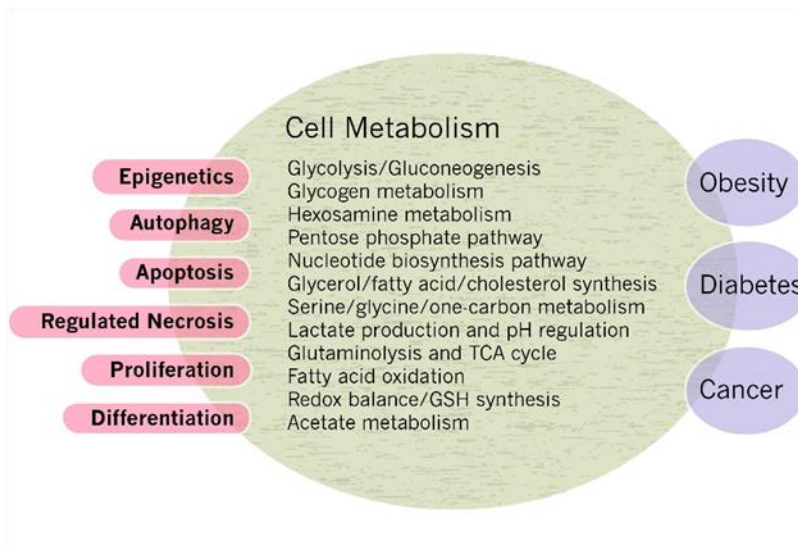 Cell Metabolism
Epigenetics
Autophagy
Apoptosis
Regulated Necrosis
Proliferation
Differentiation
Glycolysis/Gluconeogenesis
Glycogen metabolism
Hexosamine metabolism
Pentose phosphate pathway
Nucleotide biosynthesis pathway
Glycerol/fatty acid/cholesterol synthesis
Serine/glycine/one-carbon metabolism
Lactate production and pH regulation
Glutaminolysis and TCA cycle
Fatty acid oxidation
Redox balance/GSH synthesis
Acetate metabolism
Obesity
Diabetes
Cancer